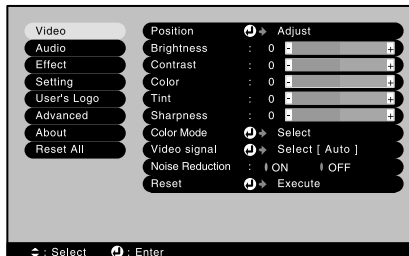 Video
Audio
Effect
Setting
User's Logo
Advanced
About
Reset All
Position Adjust
Brightness : 0 - +
Contrast : 0 - +
Color : 0 - +
Tint : 0 - +
Sharpness : 0 - +
Color Mode Select
Video signal Select [ Auto ]
Noise Reduction : ON OFF
Reset Execute
: Select : Enter